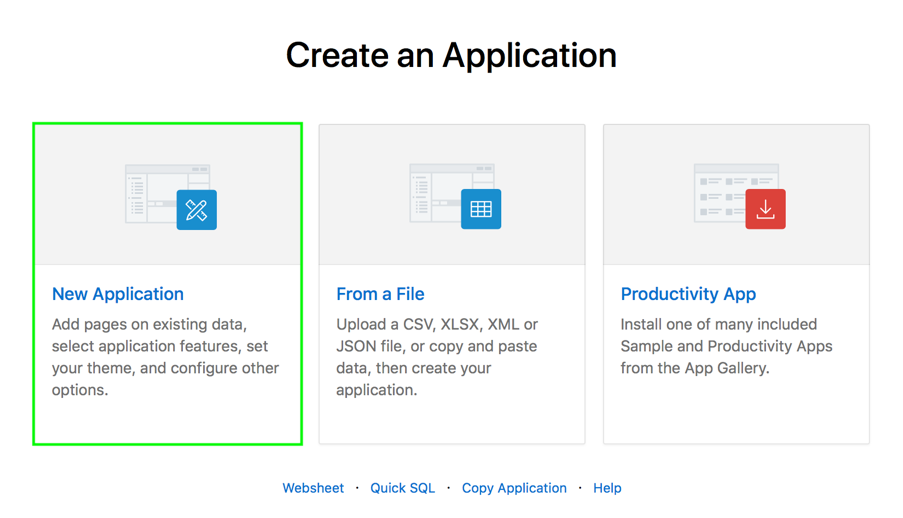 Create an Application
New Application
Add pages on existing data,
select application features, set
your theme, and configure other
options.
From a File
Upload a CSV, XLSX, XML or
JSON file, or copy and paste
data, then create your
application.
Productivity App
Install one of many included
Sample and Productivity Apps
from the App Gallery.
Websheet · Quick SQL · Copy Application · Help